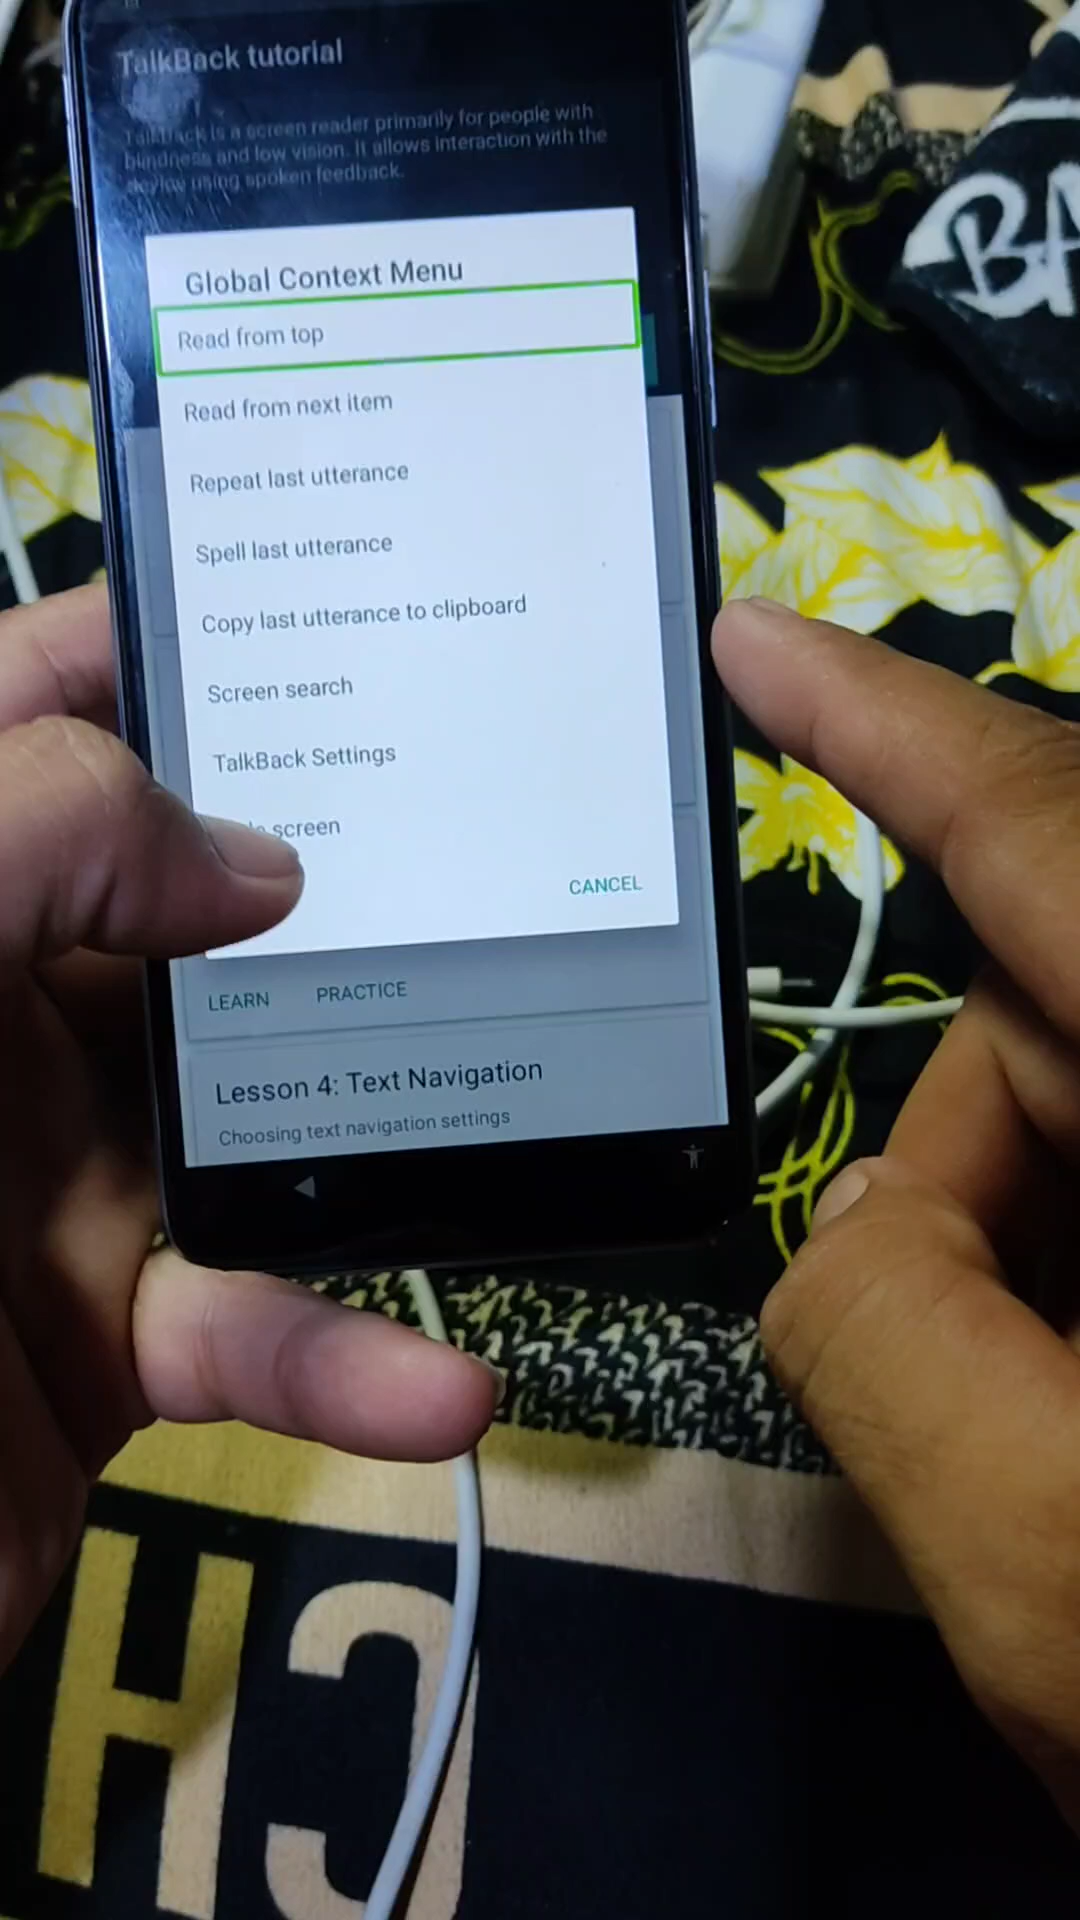 TalkBack tutorial
TalkBack is a screen reader primarily for people with
blindness and low vision. It allows interaction with the
device using spoken feedback.
Global Context Menu
Read from top
Read from next item
Repeat last utterance
Spell last utterance
Copy last utterance to clipboard
Screen search
TalkBack Settings
screen
CANCEL
LEARN PRACTICE
Lesson 4: Text Navigation
Choosing text navigation settings
BA